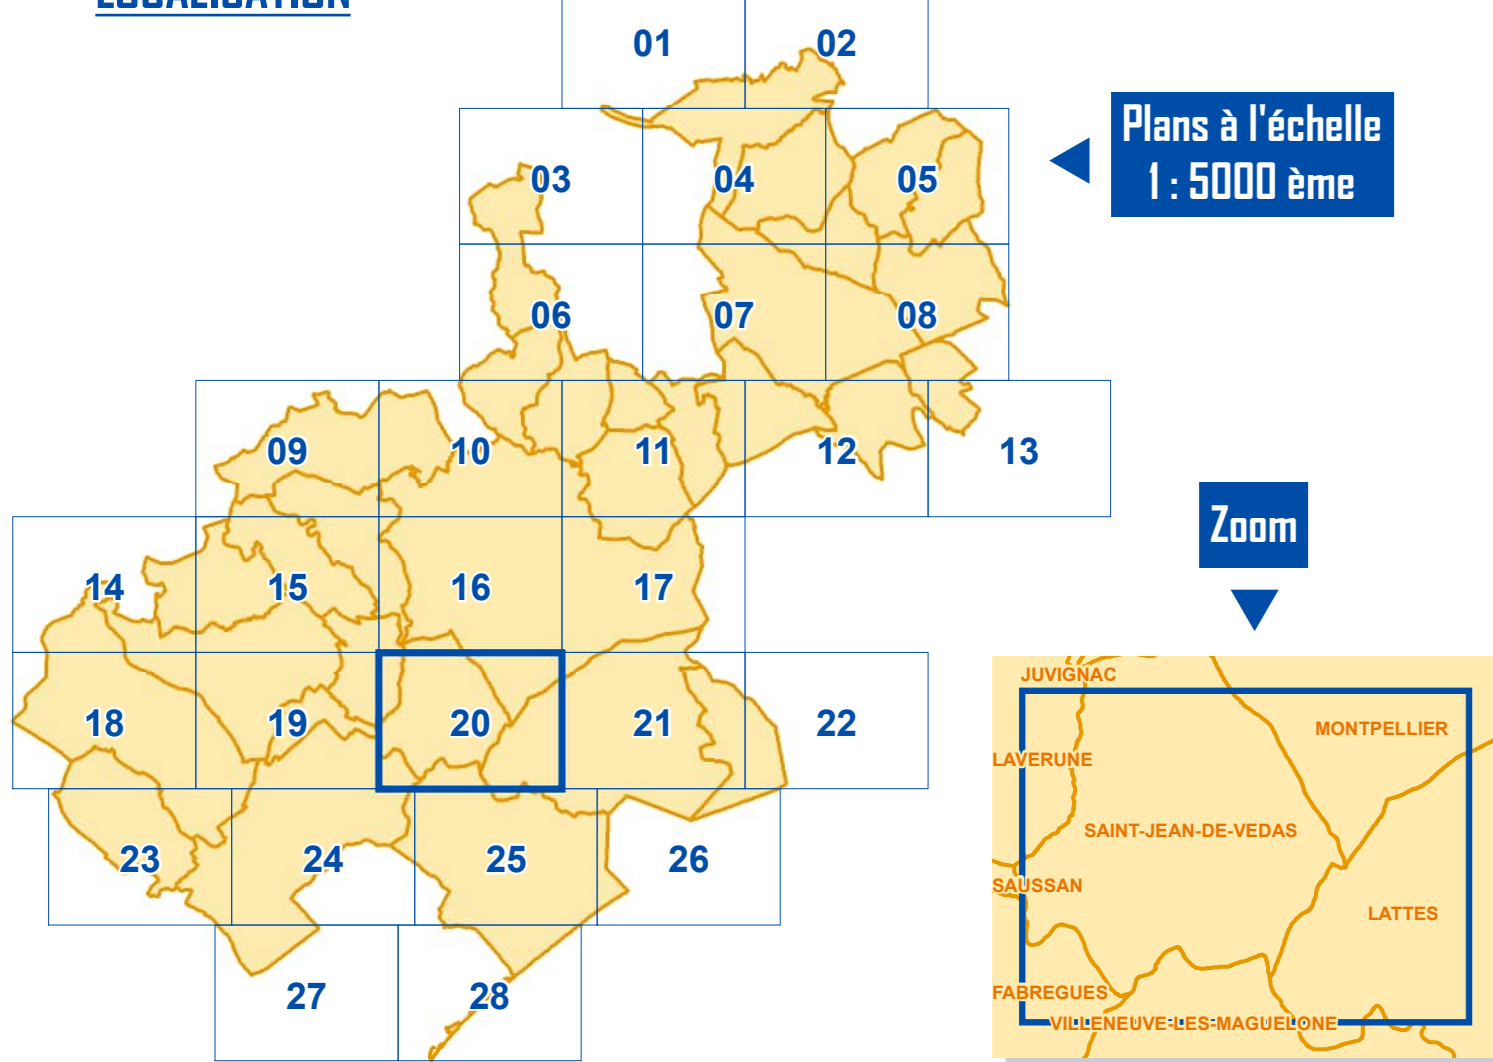 LOCALISATION
01 02
Plans à l'échelle
1 : 5000 ème
03 04 05
06 07 08
09 10 11 12 13
Zoom
14 15 16 17
JUVIGNAC
MONTPELLIER
18 19 20 21 22
LAVERUNE
SAINT-JEAN-DE-VEDAS
23 24 25 26
SAUSSAN
LATTES
27 28
FABREGUES
VILLENEUVE-LES-MAGUELONE